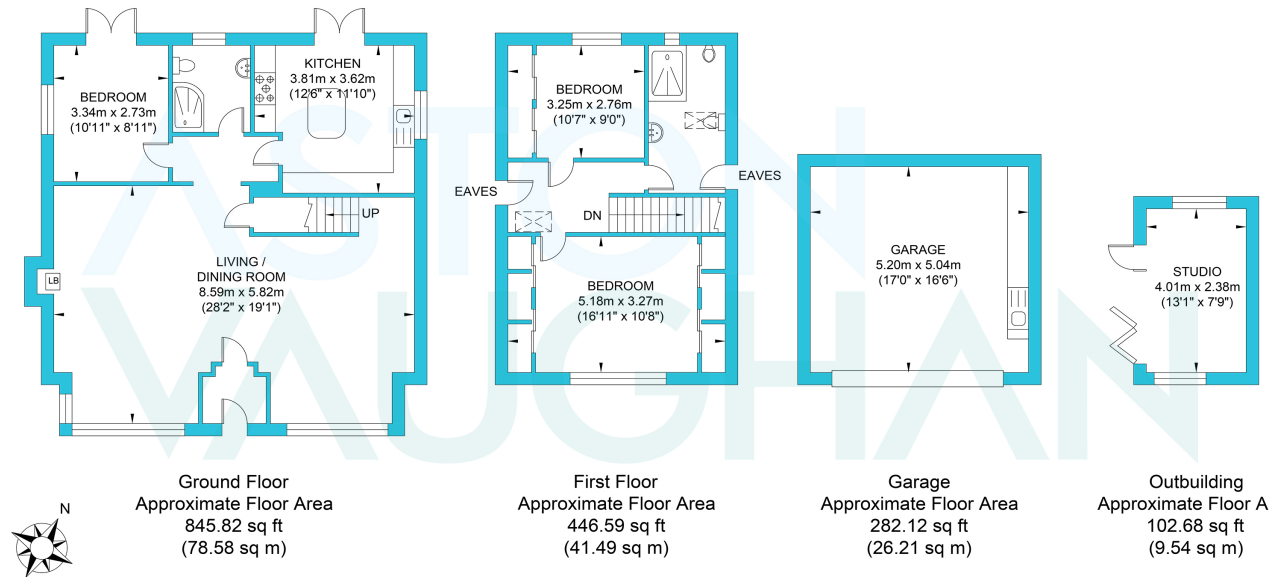 BEDROOM
3.34m x 2.73m
(10'11" x 8'11")
KITCHEN
3.81m x 3.62m
(12'6" x 11'10")
UP
LIVING /
DINING ROOM
8.59m x 5.82m
(28'2" x 19'1")
LB
Ground Floor
Approximate Floor Area
845.82 sq ft
(78.58 sq m)
N
BEDROOM
3.25m x 2.76m
(10'7" x 9'0")
EAVES
EAVES
DN
BEDROOM
5.18m x 3.27m
(16'11" x 10'8")
First Floor
Approximate Floor Area
446.59 sq ft
(41.49 sq m)
GARAGE
5.20m x 5.04m
(17'0" x 16'6")
Garage
Approximate Floor Area
282.12 sq ft
(26.21 sq m)
STUDIO
4.01m x 2.38m
(13'1" x 7'9")
Outbuilding
Approximate Floor A
102.68 sq ft
(9.54 sq m)
ASTON
VAUGHAN